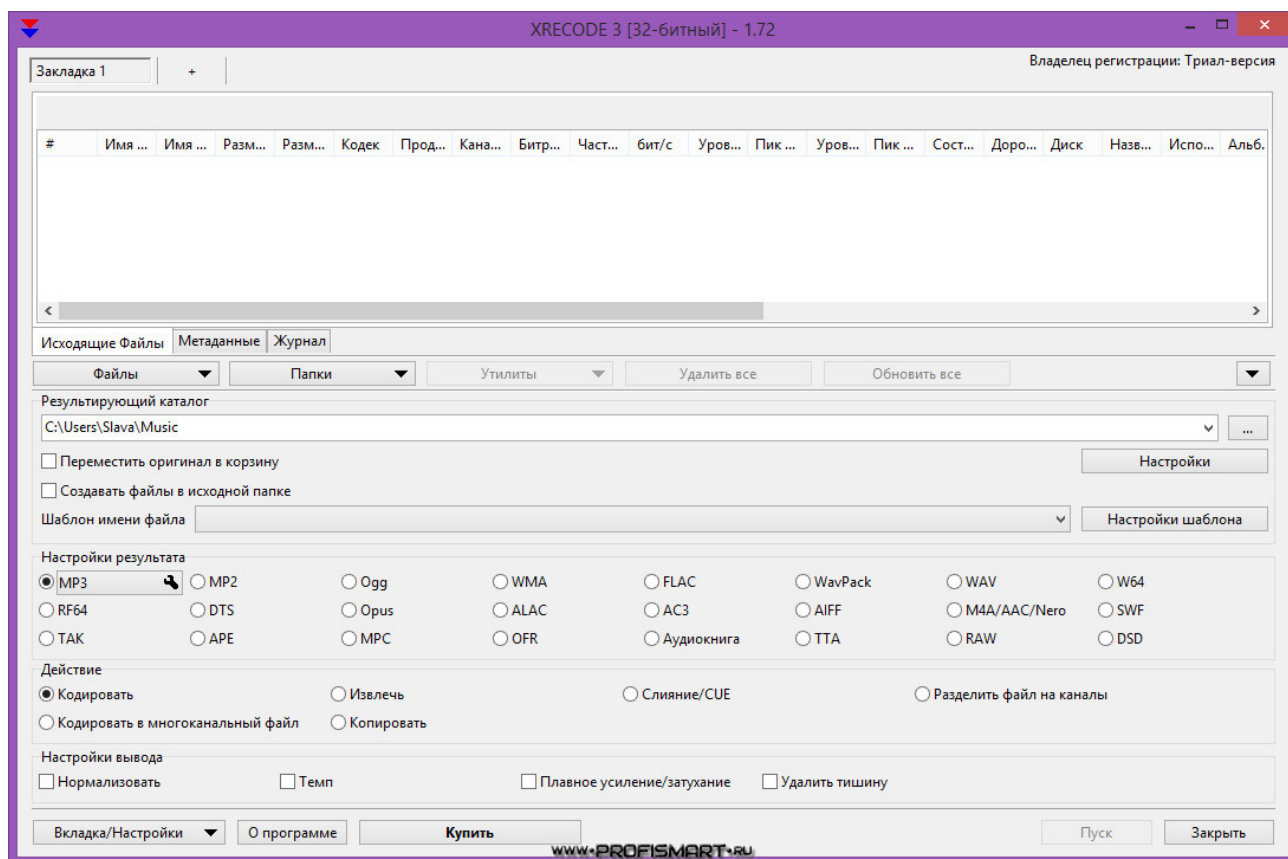 XRECODE 3 [32-битный] - 1.72
Закладка 1 +
Владелец регистрации: Триал-версия
# Имя ... Имя ... Разм... Разм... Кодек Прод... Кана... Битр... Част... бит/с Уров... Пик ... Уров... Пик ... Сост... Доро... Диск Назв... Испо... Альб.
Исходящие Файлы Метаданные Журнал
Файлы Папки Утилиты Удалить все Обновить все
Результирующий каталог
C:\Users\Slava\Music ...
Переместить оригинал в корзину Настройки
Создавать файлы в исходной папке
Шаблон имени файла Настройки шаблона
Настройки результата
MP3 MP2 Ogg WMA FLAC WavPack WAV W64
RF64 DTS Opus ALAC AC3 AIFF M4A/AAC/Nero SWF
TAK APE MPC OFR Аудиокнига TTA RAW DSD
Действие
Кодировать Извлечь Слияние/CUE Разделить файл на каналы
Кодировать в многоканальный файл Копировать
Настройки вывода
Нормализовать Темп Плавное усиление/затухание Удалить тишину
Вкладка/Настройки О программе Купить Пуск Закрыть
WWW.PROFISMART.RU